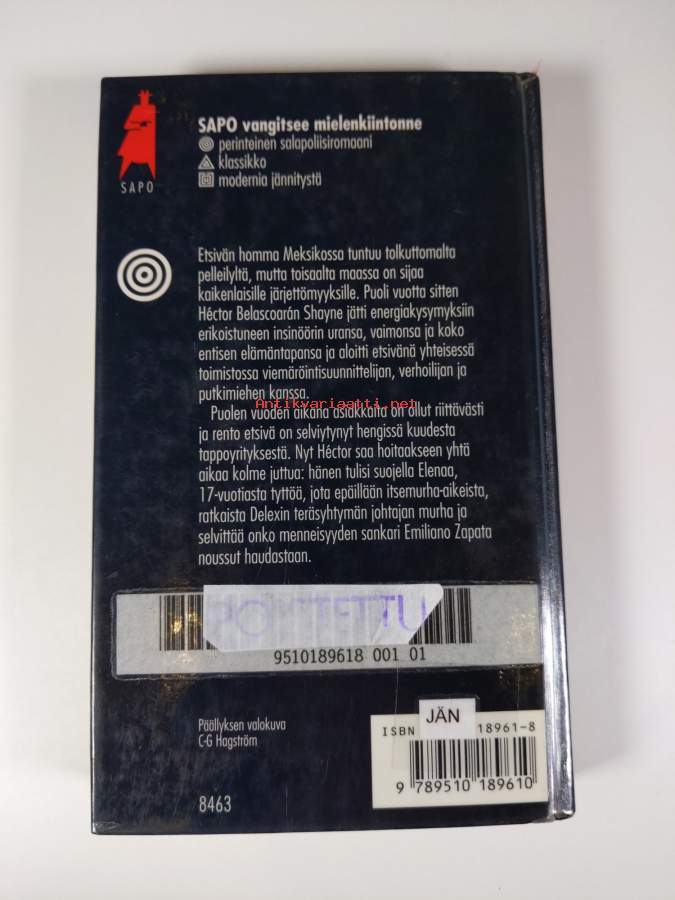 SAPO vangitsee mielenkiintonne
perinteinen salapoliisiromaani
klassikko
modernia jännitystä
SAPO
Etsivän homma Meksikossa tuntuu tolkuttomalta
pelleilyltä, mutta toisaalta maassa on sijaa
kaikenlaisille järjettömyyksille. Puoli vuotta sitten
Héctor Belascoarán Shayne jätti energiakysymyksiin
erikoistuneen insinöörin uransa, vaimonsa ja koko
entisen elämäntapansa ja aloitti etsivänä yhteisessä
toimistossa viemäröintisuunnittelijan, verhoilijan ja
putkimiehen kanssa.
Antikvariaatti.net
Puolen vuoden aikana asiakkaita on ollut riittävästi
ja rento etsivä on selviytynyt hengissä kuudesta
tappoyrityksestä. Nyt Héctor saa hoitaakseen yhtä
aikaa kolme juttua: hänen tulisi suojella Elenaa,
17-vuotiasta tyttöä, jota epäillään itsemurha-aikeista,
ratkaista Delexin teräsyhtymän johtajan murha ja
selvittää onko menneisyyden sankari Emiliano Zapata
noussut haudastaan.
POISTETTU
9510189618 001 01
Päällyksen valokuva
C-G Hagström
JÄN
ISBN 18961-8
9 789510 189610
8463